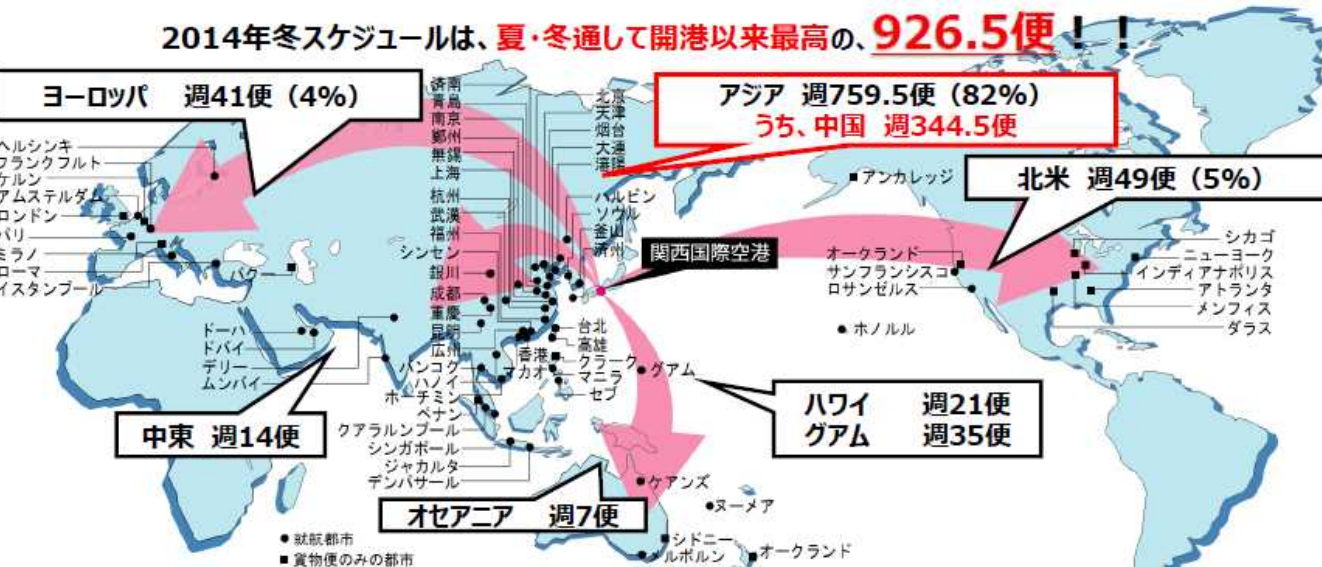 2014年冬スケジュールは、夏・冬通して開港以来最高の、926.5便！！
ヨーロッパ 週41便（4%）
アジア 週759.5便（82%）
うち、中国 週344.5便
北米 週49便（5%）
ヘルシンキ
フランクフルト
ケルン
アムステルダム
ロンドン
パリ
ミラノ
ローマ
イスタンブール
バクー
ドーハ
ドバイ
デリー
ムンバイ
中東 週14便
済南
青島
南京
鄭州
無錫
上海
杭州
武漢
福州
シンセン
銀川
成都
重慶
昆明
広州
バンコク
ハノイ
ホーチミン
ペナン
クアラルンプール
シンガポール
ジャカルタ
デンパサール
北京
天津
烟台
大連
瀋陽
ハルビン
ソウル
釜山
済州
関西国際空港
台北
高雄
香港
クラーク
マカオ
マニラ
セブ
グアム
ハワイ 週21便
グアム 週35便
オセアニア 週7便
ケアンズ
ヌーメア
シドニー
メルボルン
オークランド
アンカレッジ
オークランド
サンフランシスコ
ロサンゼルス
ホノルル
シカゴ
ニューヨーク
インディアナポリス
アトランタ
メンフィス
ダラス
●就航都市
■貨物便のみの都市